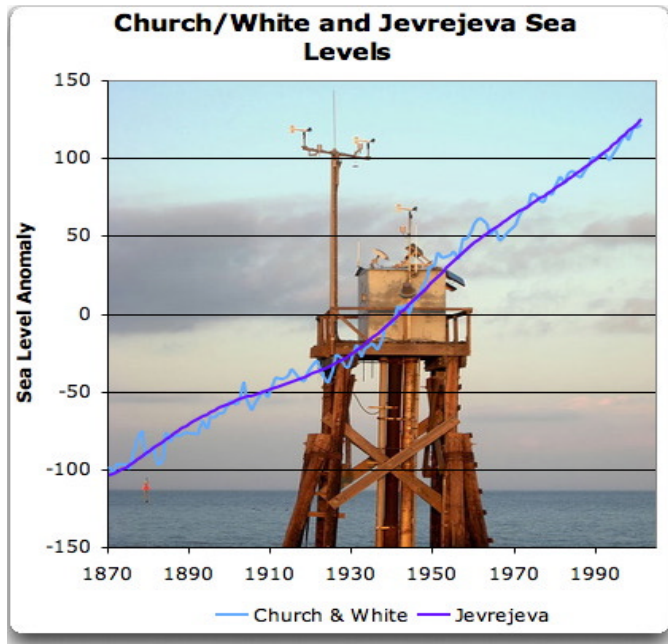 Church/White and Jevrejeva Sea
Levels
150
100
50
0
-50
-100
-150
Sea Level Anomaly
1870 1890 1910 1930 1950 1970 1990
Church & White Jevrejeva